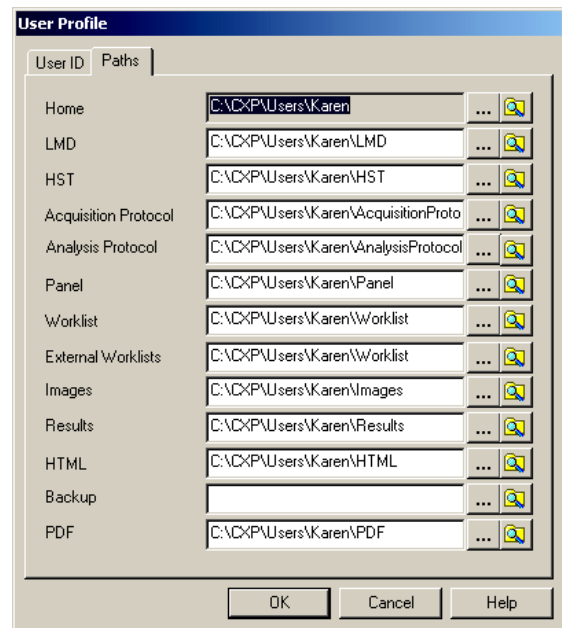 User Profile
User ID Paths
Home C:\CXP\Users\Karen ...
LMD C:\CXP\Users\Karen\LMD ...
HST C:\CXP\Users\Karen\HST ...
Acquisition Protocol C:\CXP\Users\Karen\AcquisitionProto ...
Analysis Protocol C:\CXP\Users\Karen\AnalysisProtocol ...
Panel C:\CXP\Users\Karen\Panel ...
Worklist C:\CXP\Users\Karen\Worklist ...
External Worklists C:\CXP\Users\Karen\Worklist ...
Images C:\CXP\Users\Karen\Images ...
Results C:\CXP\Users\Karen\Results ...
HTML C:\CXP\Users\Karen\HTML ...
Backup ...
PDF C:\CXP\Users\Karen\PDF ...
OK Cancel Help